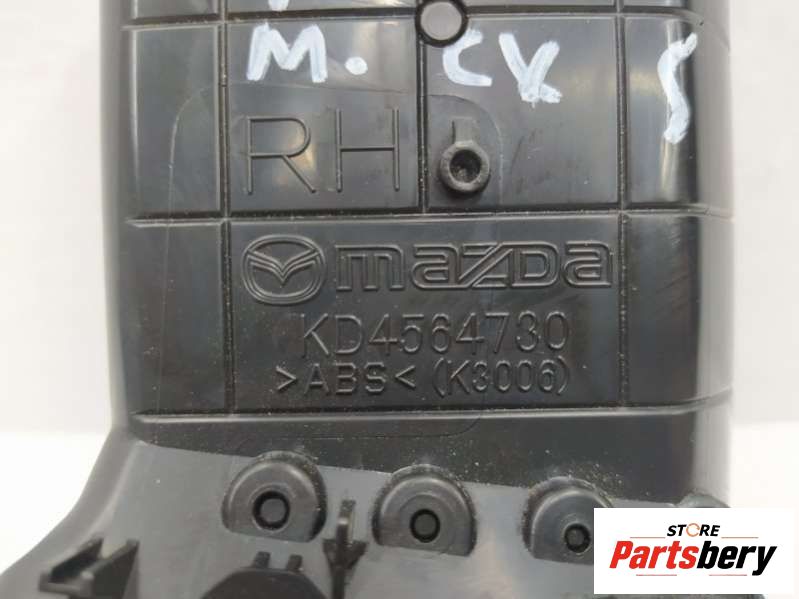 M. CX 5
RH
mazda
KD4564730
>ABS< (K3006)
STORE
Partsbery